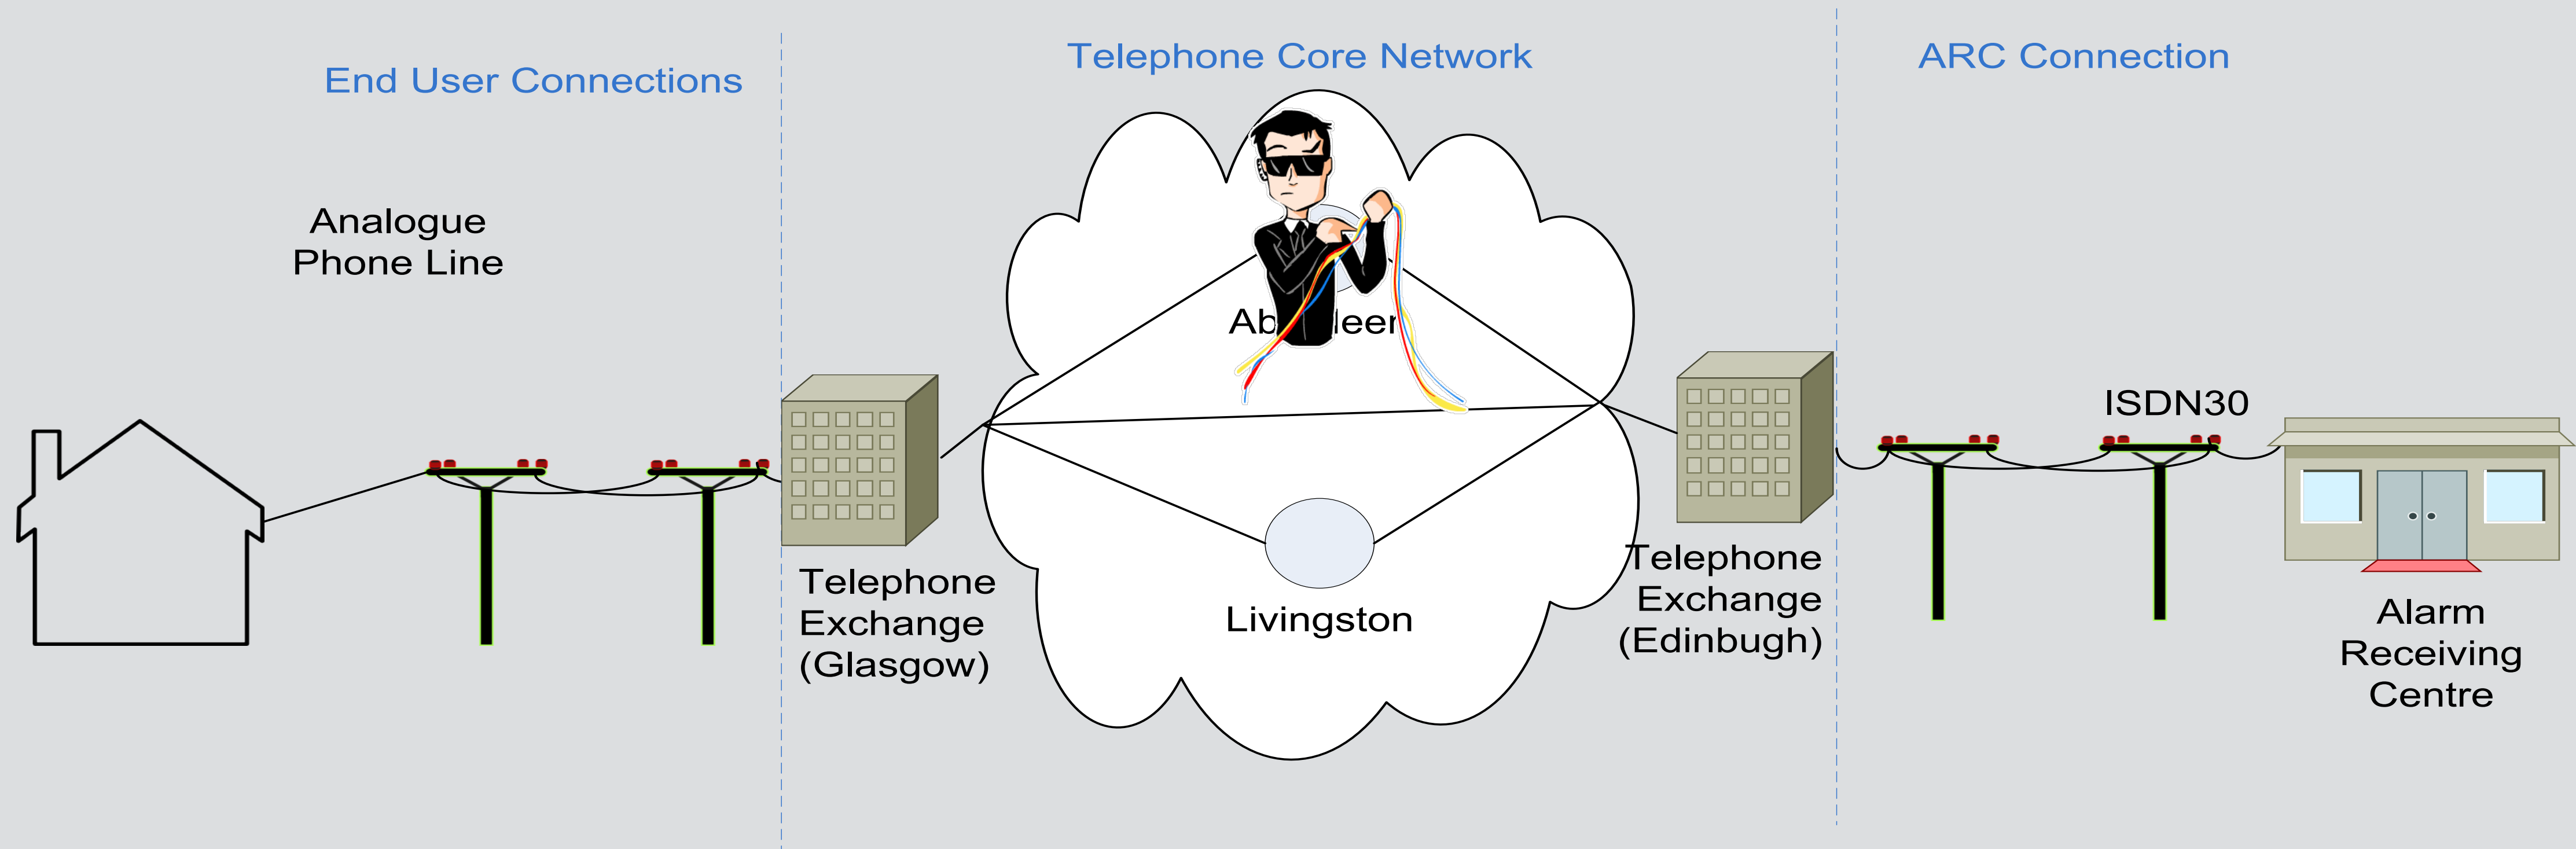 End User Connections
Telephone Core Network
ARC Connection
Analogue
Phone Line
ISDN30
Telephone
Exchange
(Glasgow)
Livingston
Telephone
Exchange
(Edinbugh)
Alarm
Receiving
Centre